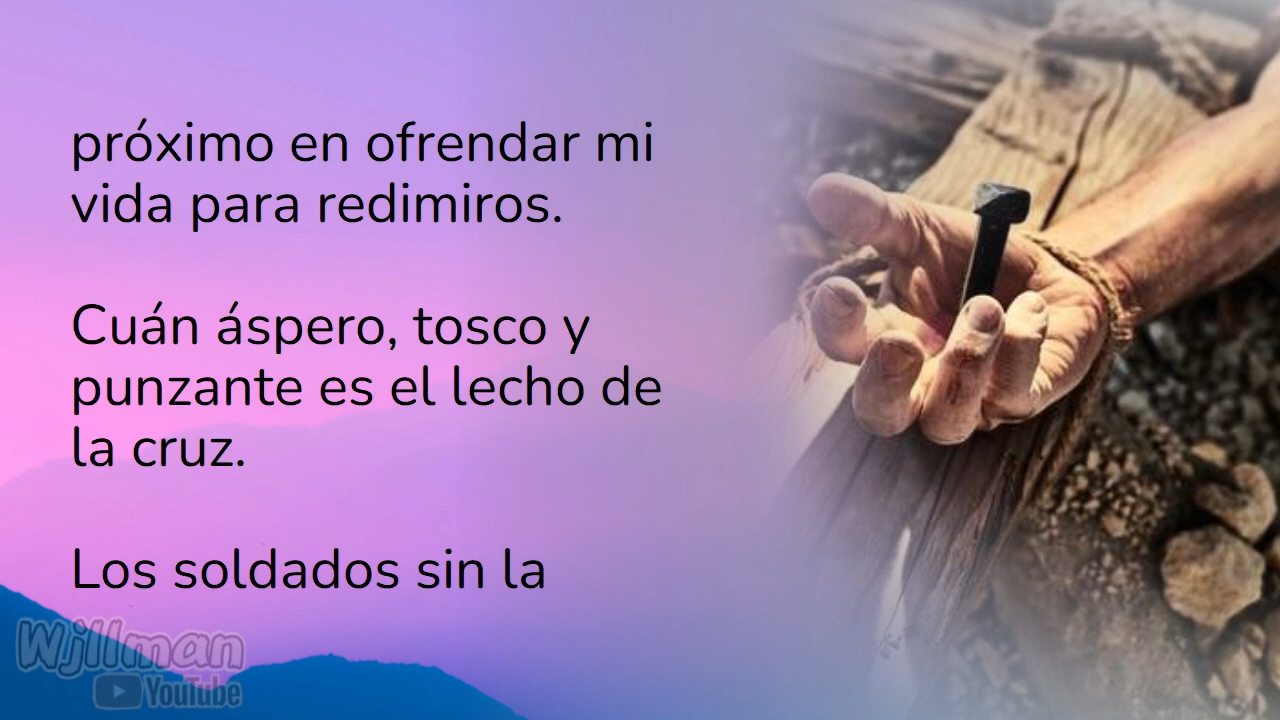 próximo en ofrendar mi
vida para redimiros.
Cuán áspero, tosco y
punzante es el lecho de
la cruz.
Los soldados sin la
Wjllman
YouTube